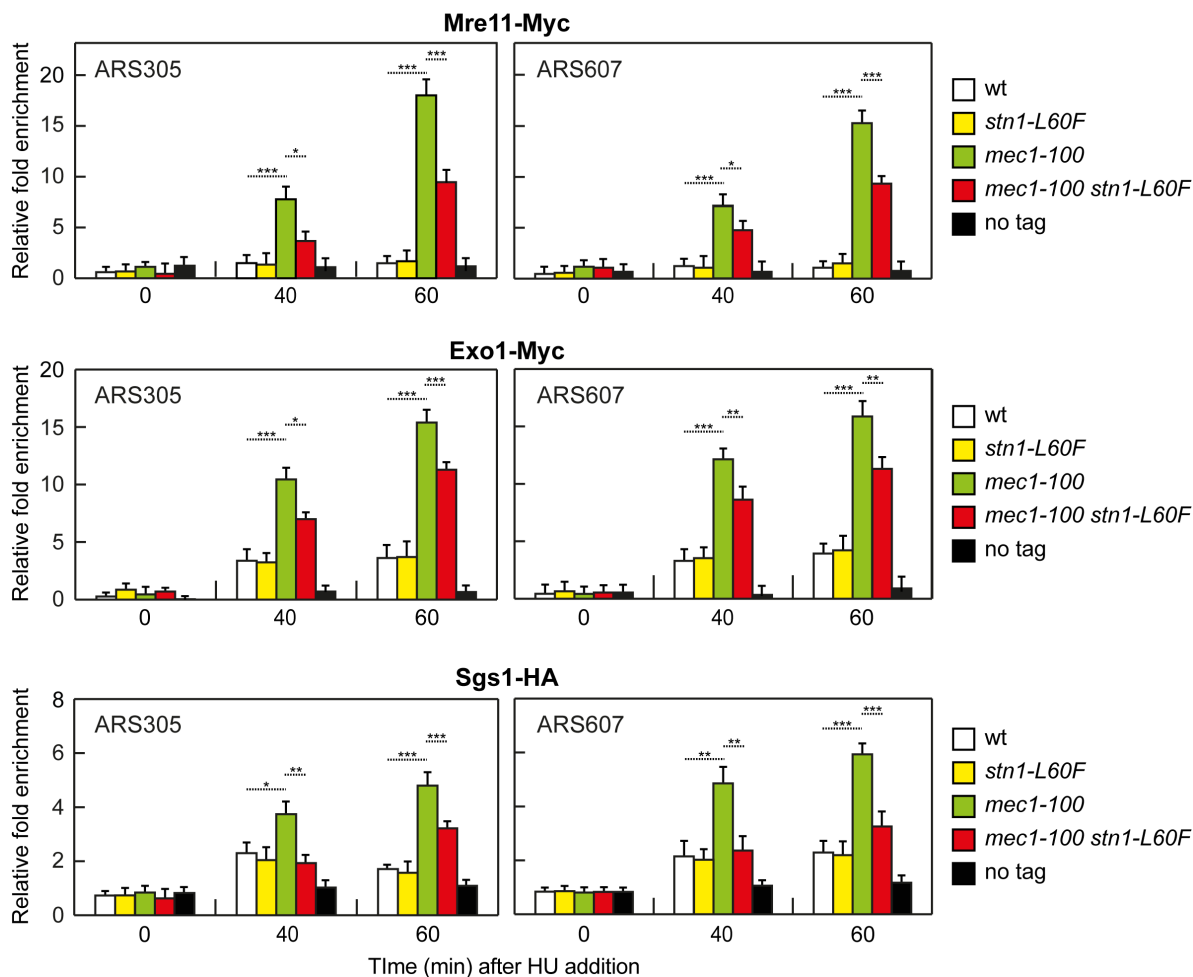 Mre11-Myc
Relative fold enrichment
20
15
10
5
0
ARS305
***
*
***
***
0
40
60
ARS607
***
*
***
***
0
40
60
wt
stn1-L60F
mec1-100
mec1-100 stn1-L60F
no tag
Exo1-Myc
Relative fold enrichment
20
15
10
5
0
ARS305
***
*
***
***
0
40
60
ARS607
***
**
***
**
0
40
60
wt
stn1-L60F
mec1-100
mec1-100 stn1-L60F
no tag
Sgs1-HA
Relative fold enrichment
8
6
4
2
0
ARS305
*
**
***
***
0
40
60
ARS607
**
**
***
***
0
40
60
wt
stn1-L60F
mec1-100
mec1-100 stn1-L60F
no tag
TIme (min) after HU addition